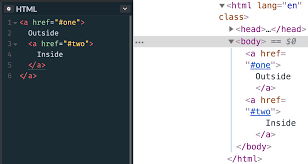 HTML
1 <a href="#one">
2 Outside
3 <a href="#two">
4 Inside
5 </a>
6 </a>
<html lang="en"
class>
▶<head>…</head>
… ▼<body> == $0
<a href=
"#one">
Outside
</a>
<a href=
"#two">
Inside
</a>
</body>
</html>